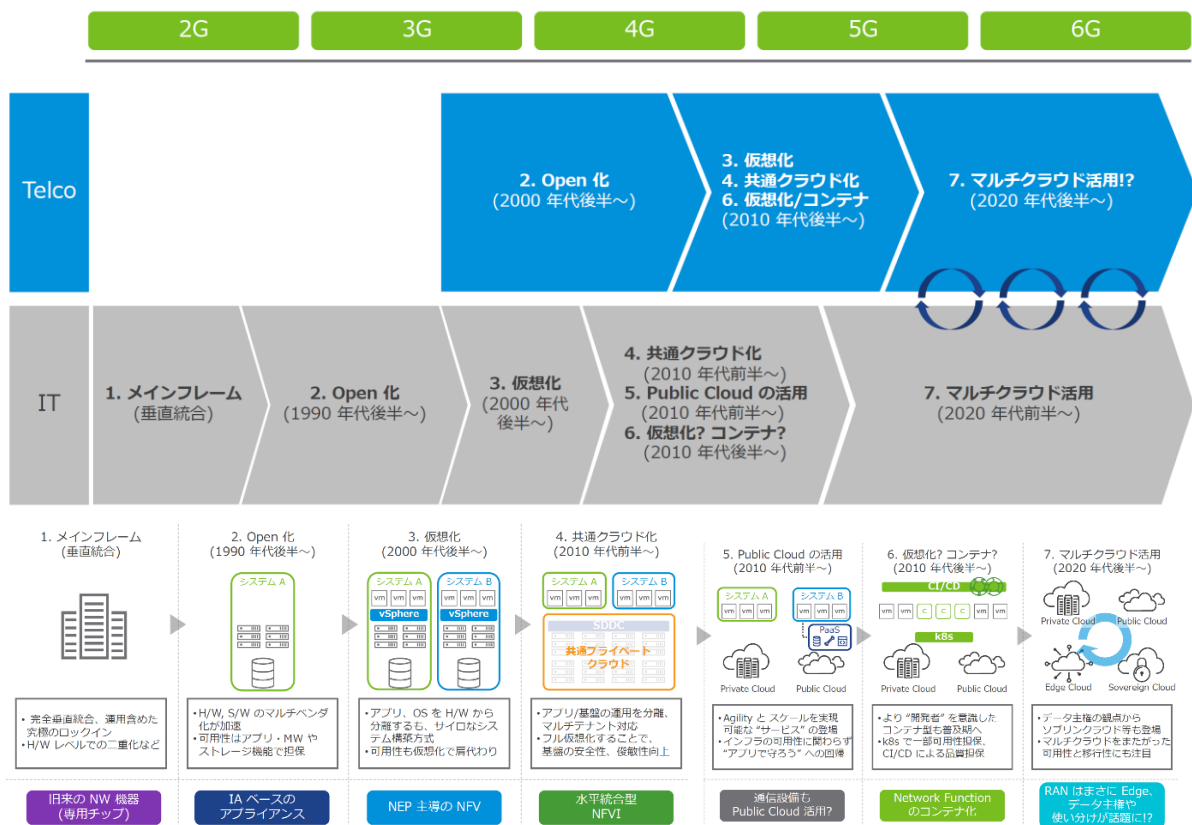 2G
3G
4G
5G
6G
Telco
2. Open 化
(2000 年代後半～)
3. 仮想化
4. 共通クラウド化
6. 仮想化/コンテナ
(2010 年代後半～)
7. マルチクラウド活用!?
(2020 年代後半～)
IT
1. メインフレーム
(垂直統合)
2. Open 化
(1990 年代後半～)
3. 仮想化
(2000 年代
後半～)
4. 共通クラウド化
(2010 年代前半～)
5. Public Cloud の活用
(2010 年代前半～)
6. 仮想化? コンテナ?
(2010 年代後半～)
7. マルチクラウド活用
(2020 年代前半～)
1. メインフレーム
(垂直統合)
・完全垂直統合、運用含めた
究極のロックイン
・H/W レベルでの二重化など
旧来の NW 機器
(専用チップ)
2. Open 化
(1990 年代後半～)
システム A
・H/W, S/W のマルチベンダ
化が加速
・可用性はアプリ・MW や
ストレージ機能で担保
IA ベースの
アプライアンス
3. 仮想化
(2000 年代後半～)
システム A
システム B
vm vm vm
vm vm vm
vSphere
vSphere
・アプリ、OS を H/W から
分離するも、サイロなシス
テム構築方式
・可用性も仮想化で肩代わり
NEP 主導の NFV
4. 共通クラウド化
(2010 年代前半～)
システム A
システム B
vm vm vm
vm vm vm
SDDC
共通プライベート
クラウド
・アプリ/基盤の運用を分離、
マルチテナント対応
・フル仮想化することで、
基盤の安全性、俊敏性向上
水平統合型
NFVI
5. Public Cloud の活用
(2010 年代前半～)
システム A
システム B
vm vm vm
vm vm vm
PaaS
Private Cloud
Public Cloud
・Agility と スケールを実現
可能な “サービス” の登場
・インフラの可用性に関わらず
“アプリで守ろう” への回帰
通信設備も
Public Cloud 活用?
6. 仮想化? コンテナ?
(2010 年代後半～)
CI/CD
vm vm c c c vm vm
k8s
Private Cloud
Public Cloud
・より “開発者” を意識した
コンテナ型も普及期へ
・k8s で一部可用性担保、
CI/CD による品質担保
Network Function
のコンテナ化
7. マルチクラウド活用
(2020 年代後半～)
Private Cloud
Public Cloud
Edge Cloud
Sovereign Cloud
・データ主権の観点から
ソブリンクラウド等も登場
・マルチクラウドをまたがった
可用性と移行性にも注目
RAN はまさに Edge、
データ主権や
使い分けが話題に!?